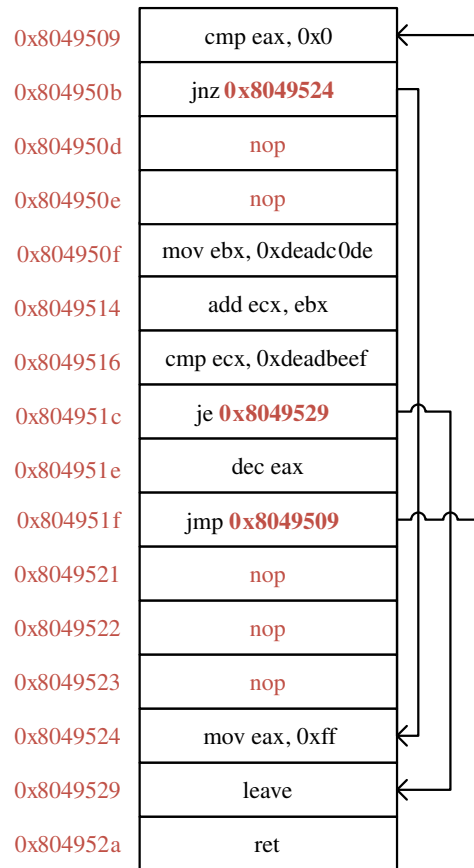 0x8049509 cmp eax, 0x0
0x804950b jnz 0x8049524
0x804950d nop
0x804950e nop
0x804950f mov ebx, 0xdeadc0de
0x8049514 add ecx, ebx
0x8049516 cmp ecx, 0xdeadbeef
0x804951c je 0x8049529
0x804951e dec eax
0x804951f jmp 0x8049509
0x8049521 nop
0x8049522 nop
0x8049523 nop
0x8049524 mov eax, 0xff
0x8049529 leave
0x804952a ret